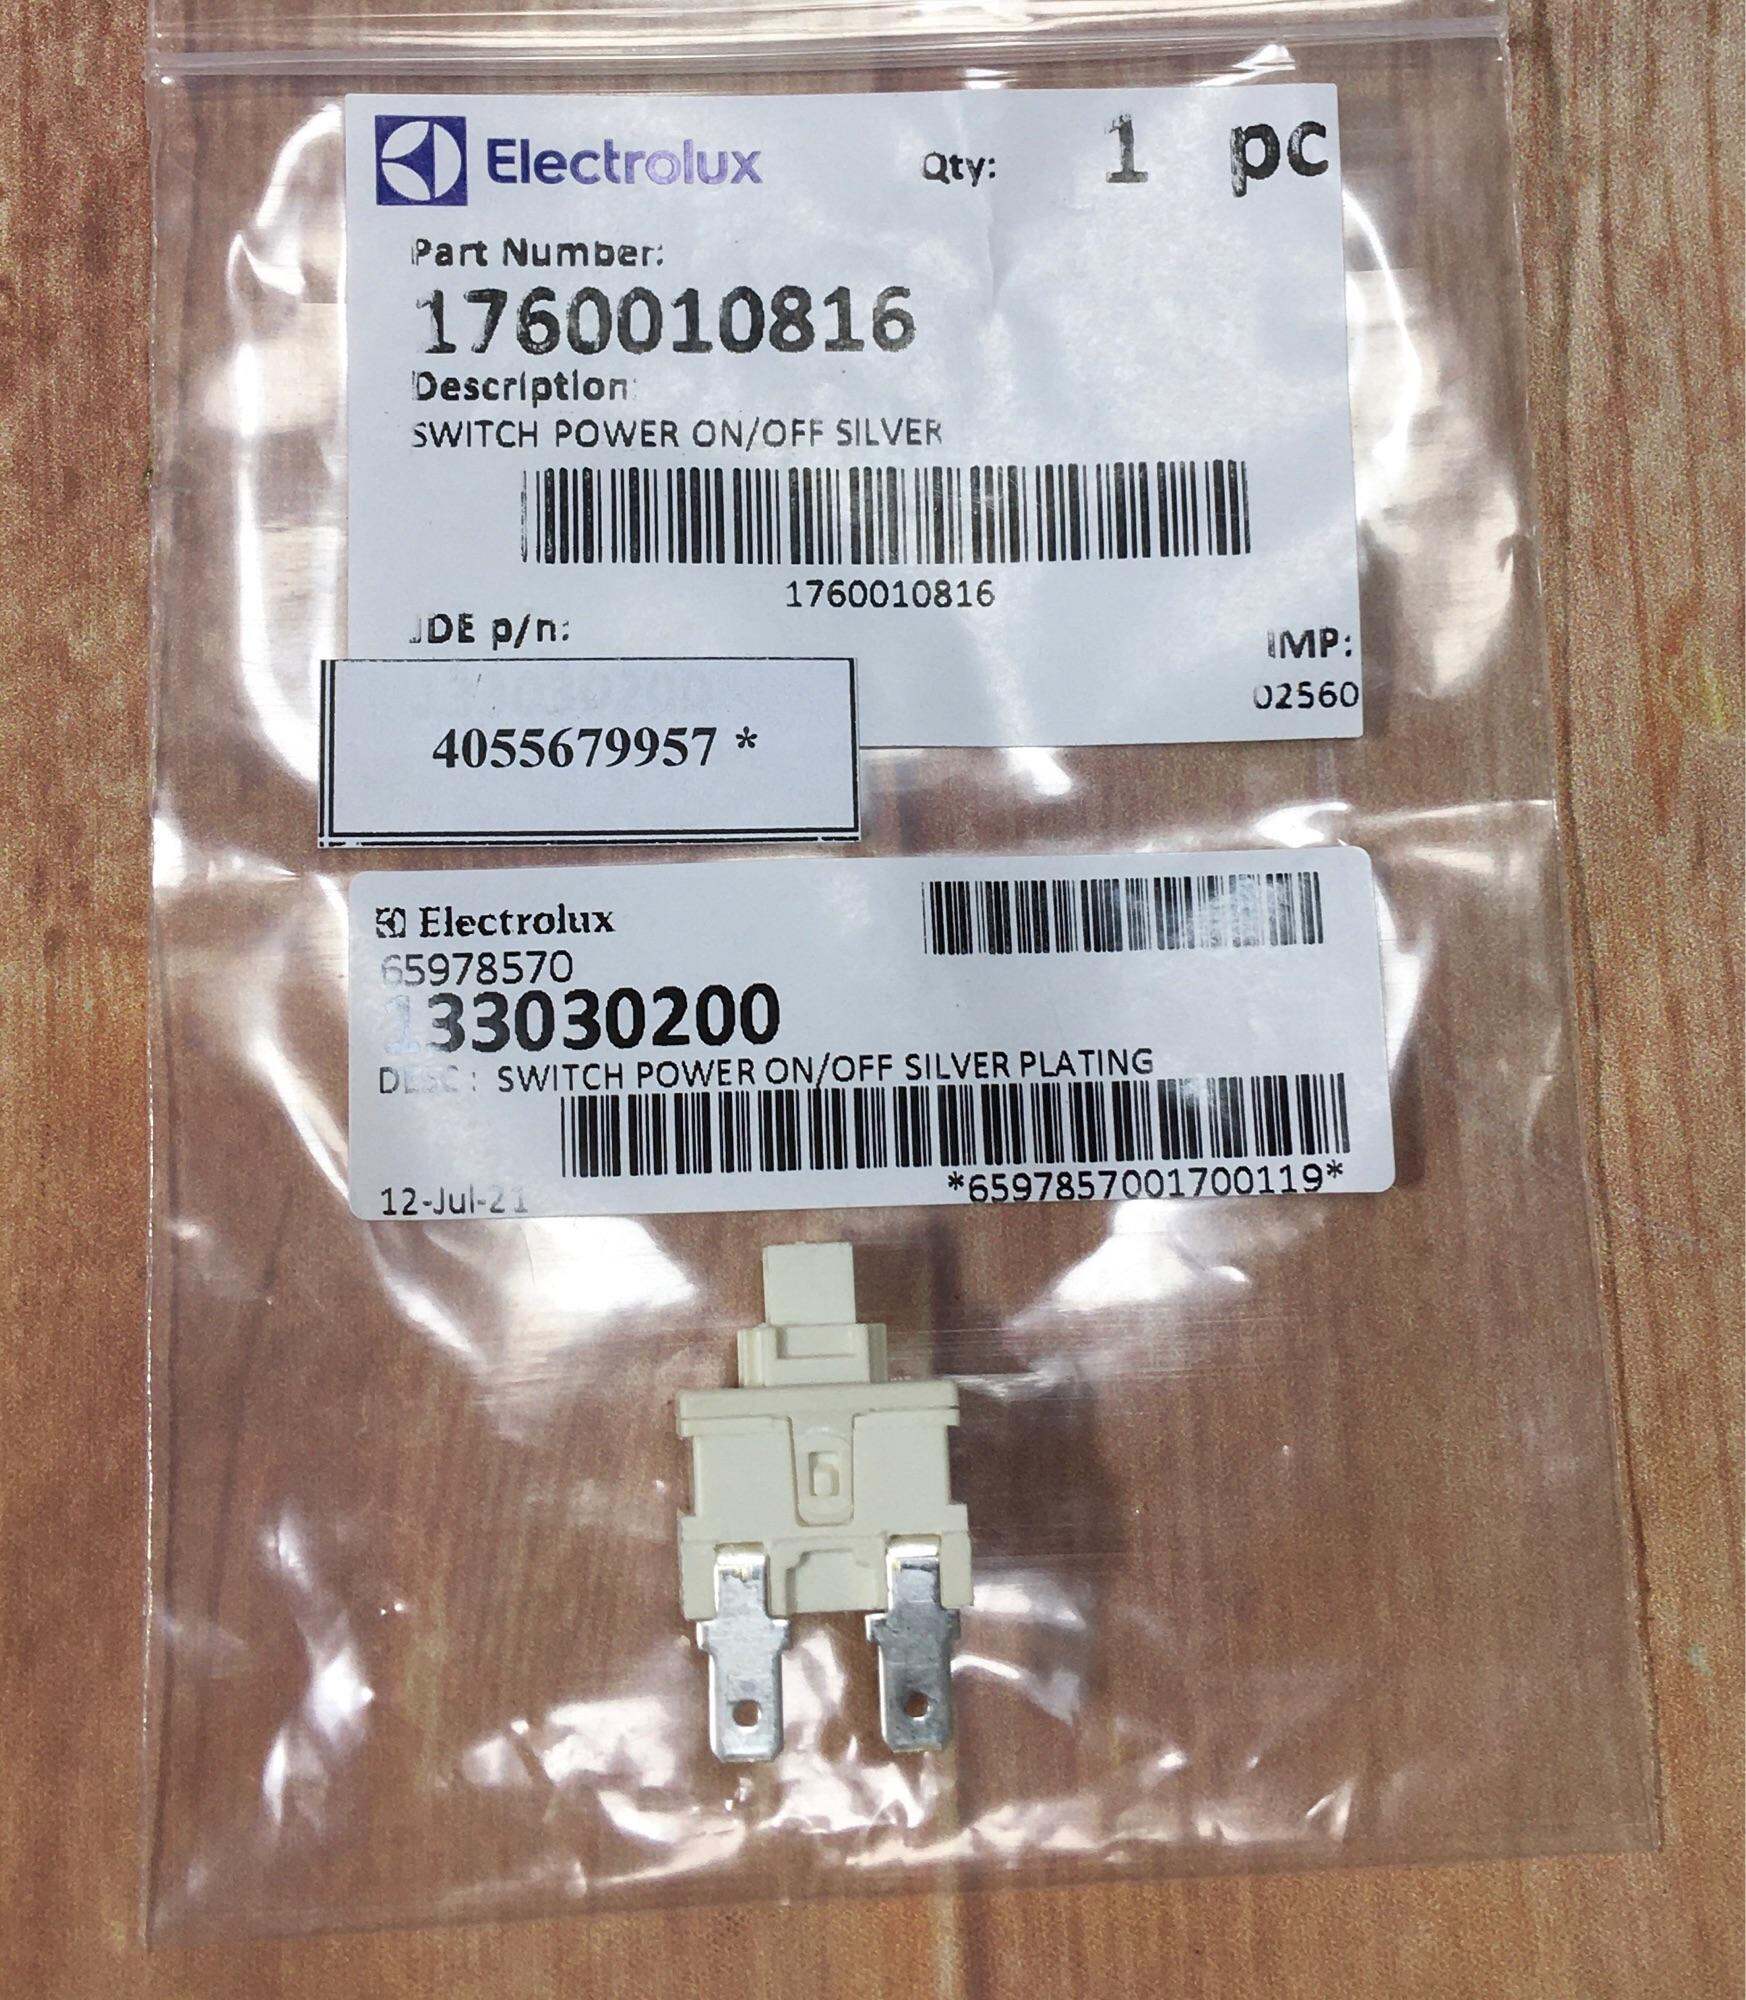 Electrolux Qty: 1 pc
Part Number:
1760010816
Description:
SWITCH POWER ON/OFF SILVER
1760010816
JDE p/n: IMP:
02560
4055679957 *
Electrolux
65978570
133030200
DESC : SWITCH POWER ON/OFF SILVER PLATING
*6597857001700119*
12-Jul-21
6